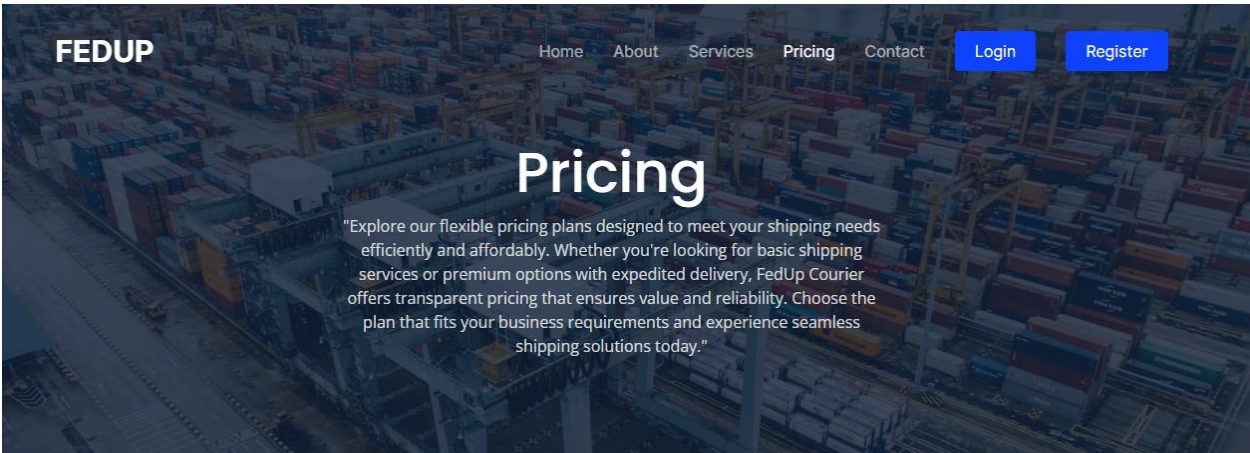 FEDUP
Home About Services Pricing Contact Login Register
Pricing
"Explore our flexible pricing plans designed to meet your shipping needs
efficiently and affordably. Whether you're looking for basic shipping
services or premium options with expedited delivery, FedUp Courier
offers transparent pricing that ensures value and reliability. Choose the
plan that fits your business requirements and experience seamless
shipping solutions today."